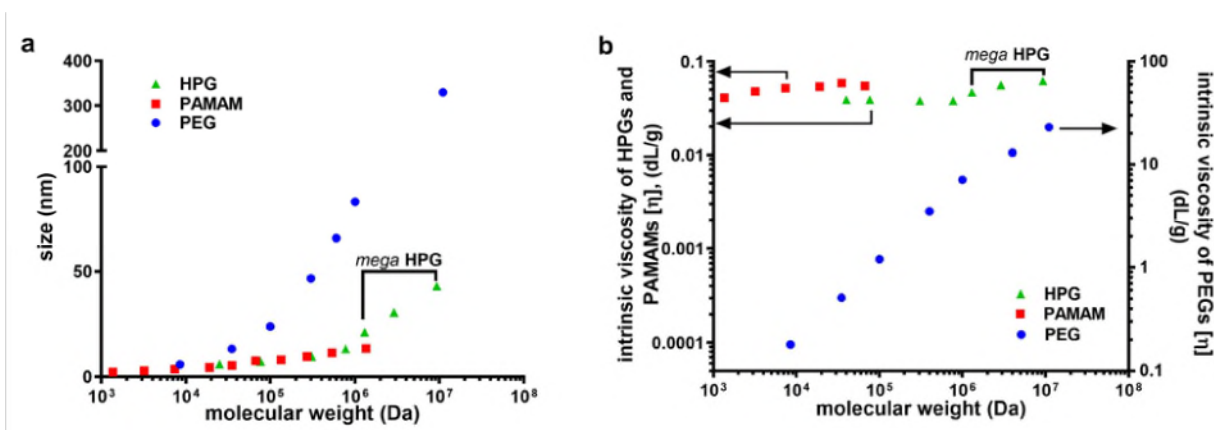 a
400
300
200
100
50
0
size (nm)
HPG
PAMAM
PEG
mega HPG
10³ 10⁴ 10⁵ 10⁶ 10⁷ 10⁸
molecular weight (Da)
b
intrinsic viscosity of HPGs and
PAMAMs [η], (dL/g)
0.1
0.01
0.001
0.0001
mega HPG
HPG
PAMAM
PEG
100
10
1
0.1
intrinsic viscosity of PEGs [η]
(dL/g)
10³ 10⁴ 10⁵ 10⁶ 10⁷ 10⁸
molecular weight (Da)